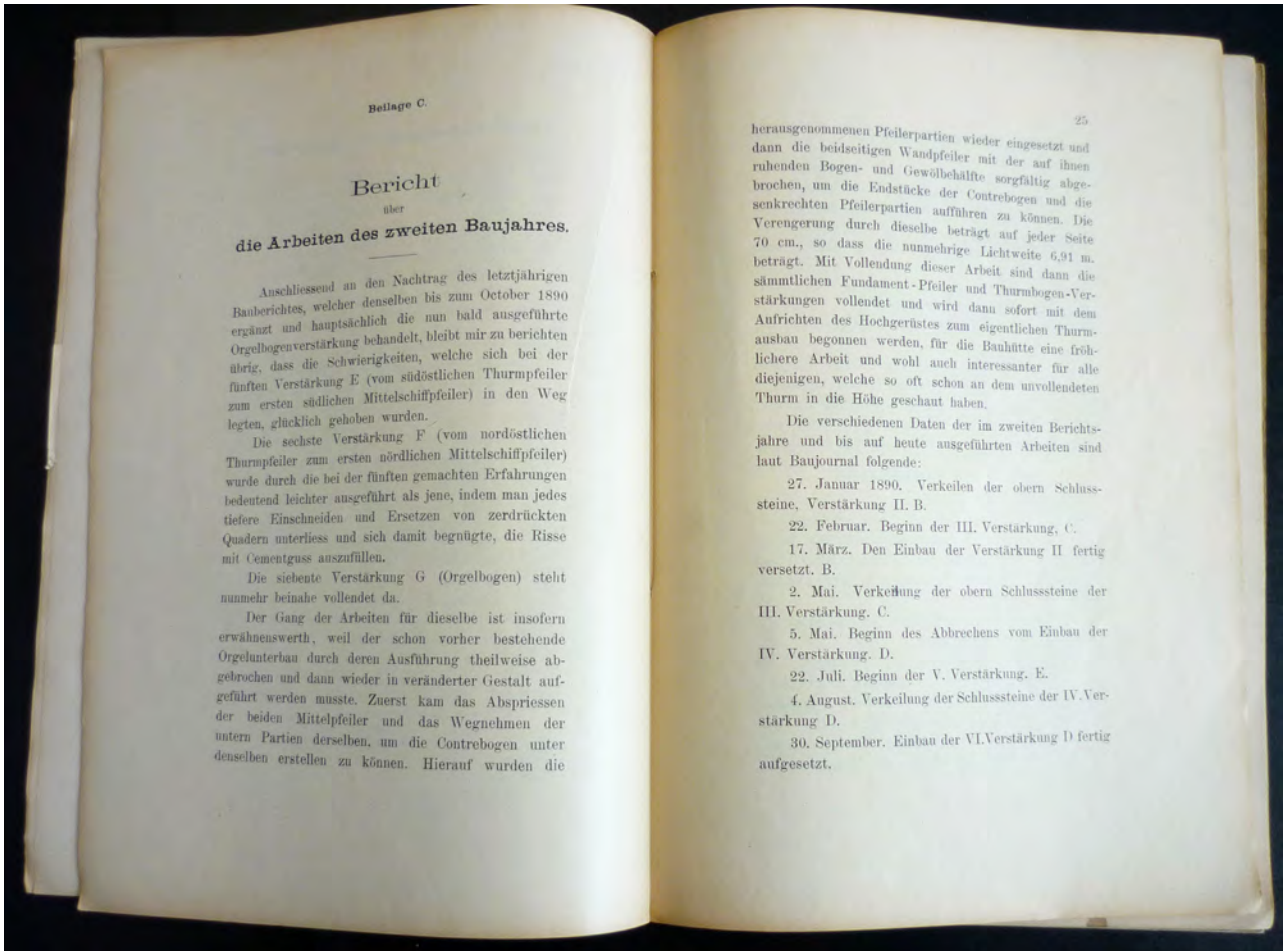 Beilage C.
Bericht
über
die Arbeiten des zweiten Baujahres.
Anschliessend an den Nachtrag des letztjährigen
Bauberichtes, welcher denselben bis zum October 1890
ergänzt und hauptsächlich die nun bald ausgeführte
Orgelbogenverstärkung behandelt, bleibt mir zu berichten
übrig, dass die Schwierigkeiten, welche sich bei der
fünften Verstärkung E (vom südöstlichen Thurmpfeiler
zum ersten südlichen Mittelschiffpfeiler) in den Weg
legten, glücklich gehoben wurden.
Die sechste Verstärkung F (vom nordöstlichen
Thurmpfeiler zum ersten nördlichen Mittelschiffpfeiler)
wurde durch die bei der fünften gemachten Erfahrungen
bedeutend leichter ausgeführt als jene, indem man jedes
tiefere Einschneiden und Ersetzen von zerdrückten
Quadern unterliess und sich damit begnügte, die Risse
mit Cementguss auszufüllen.
Die siebente Verstärkung G (Orgelbogen) steht
nunmehr beinahe vollendet da.
Der Gang der Arbeiten für dieselbe ist insofern
erwähnenswerth, weil der schon vorher bestehende
Orgelunterbau durch deren Ausführung theilweise ab-
gebrochen und dann wieder in veränderter Gestalt auf-
geführt werden musste. Zuerst kam das Abspriessen
der beiden Mittelpfeiler und das Wegnehmen der
untern Partien derselben, um die Contrebogen unter
denselben erstellen zu können. Hierauf wurden die
25
herausgenommenen Pfeilerpartien wieder eingesetzt und
dann die beidseitigen Wandpfeiler mit der auf ihnen
ruhenden Bogen- und Gewölbehälfte sorgfältig abge-
brochen, um die Endstücke der Contrebogen und die
senkrechten Pfeilerpartien aufführen zu können. Die
Verengerung durch dieselbe beträgt auf jeder Seite
70 cm., so dass die nunmehrige Lichtweite 6,91 m.
beträgt. Mit Vollendung dieser Arbeit sind dann die
sämmtlichen Fundament-Pfeiler und Thurmbogen-Ver-
stärkungen vollendet und wird dann sofort mit dem
Aufrichten des Hochgerüstes zum eigentlichen Thurm-
ausbau begonnen werden, für die Bauhütte eine fröh-
lichere Arbeit und wohl auch interessanter für alle
diejenigen, welche so oft schon an dem unvollendeten
Thurm in die Höhe geschaut haben.
Die verschiedenen Daten der im zweiten Berichts-
jahre und bis auf heute ausgeführten Arbeiten sind
laut Baujournal folgende:
27. Januar 1890. Verkeilen der obern Schluss-
steine, Verstärkung II. B.
22. Februar. Beginn der III. Verstärkung, C.
17. März. Den Einbau der Verstärkung II fertig
versetzt. B.
2. Mai. Verkeilung der obern Schlusssteine der
III. Verstärkung. C.
5. Mai. Beginn des Abbrechens vom Einbau der
IV. Verstärkung. D.
22. Juli. Beginn der V. Verstärkung. E.
4. August. Verkeilung der Schlusssteine der IV. Ver-
stärkung D.
30. September. Einbau der VI. Verstärkung D fertig
aufgesetzt.